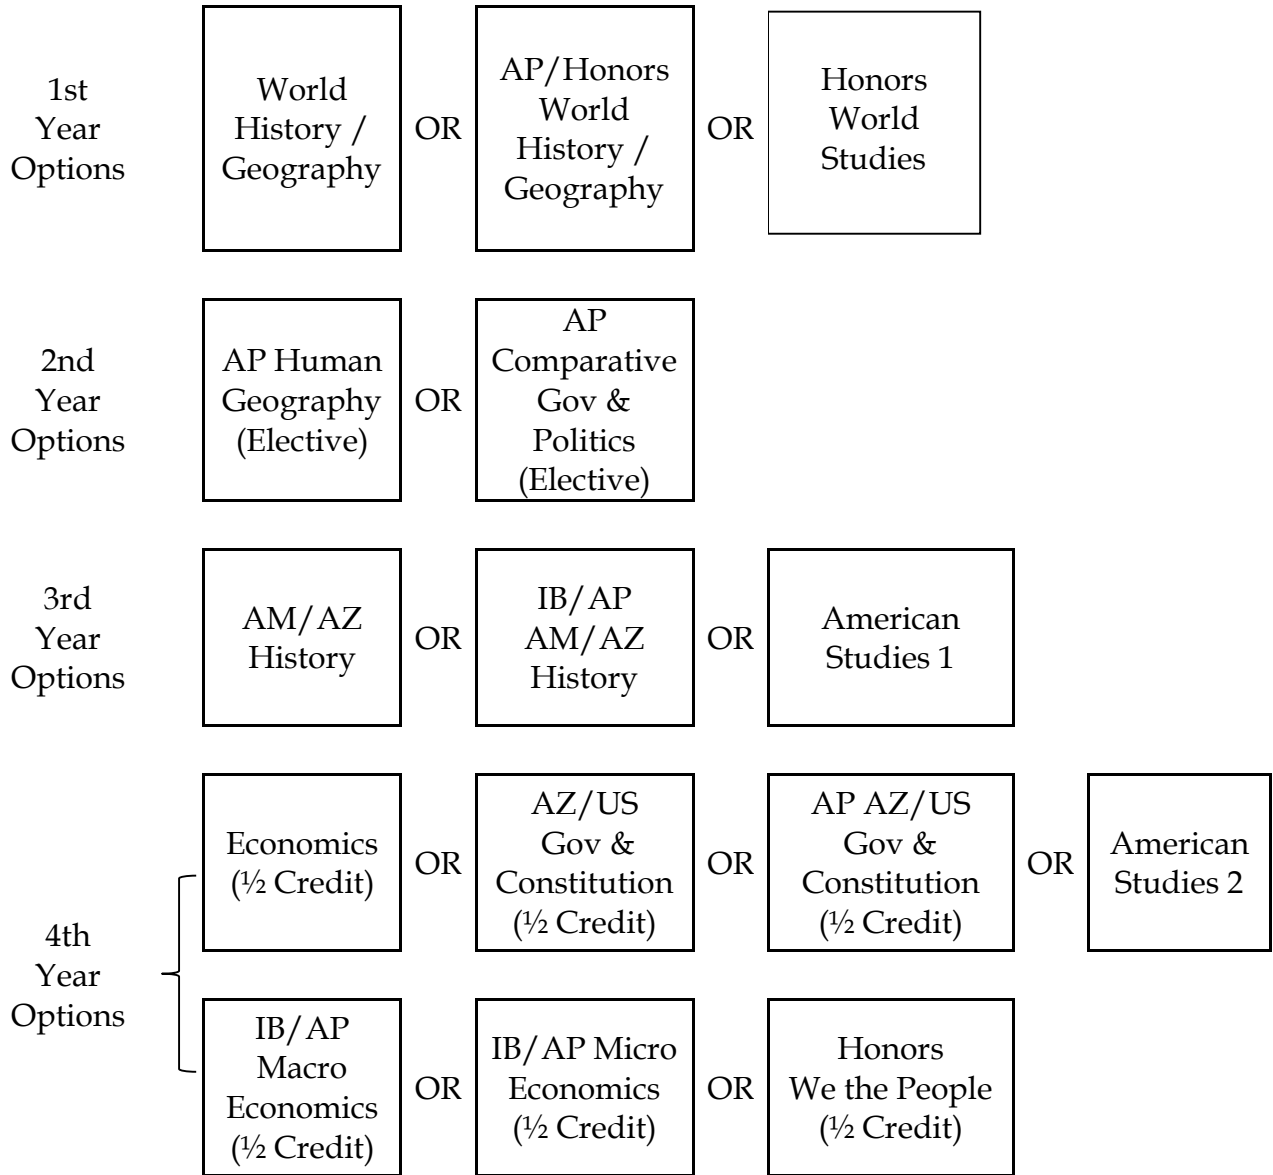 1st
Year
Options
World
History /
Geography
OR
AP/Honors
World
History /
Geography
OR
Honors
World
Studies
2nd
Year
Options
AP Human
Geography
(Elective)
OR
AP
Comparative
Gov &
Politics
(Elective)
3rd
Year
Options
AM/AZ
History
OR
IB/AP
AM/AZ
History
OR
American
Studies 1
4th
Year
Options
Economics
(½ Credit)
OR
AZ/US
Gov &
Constitution
(½ Credit)
OR
AP AZ/US
Gov &
Constitution
(½ Credit)
OR
American
Studies 2
IB/AP
Macro
Economics
(½ Credit)
OR
IB/AP Micro
Economics
(½ Credit)
OR
Honors
We the People
(½ Credit)